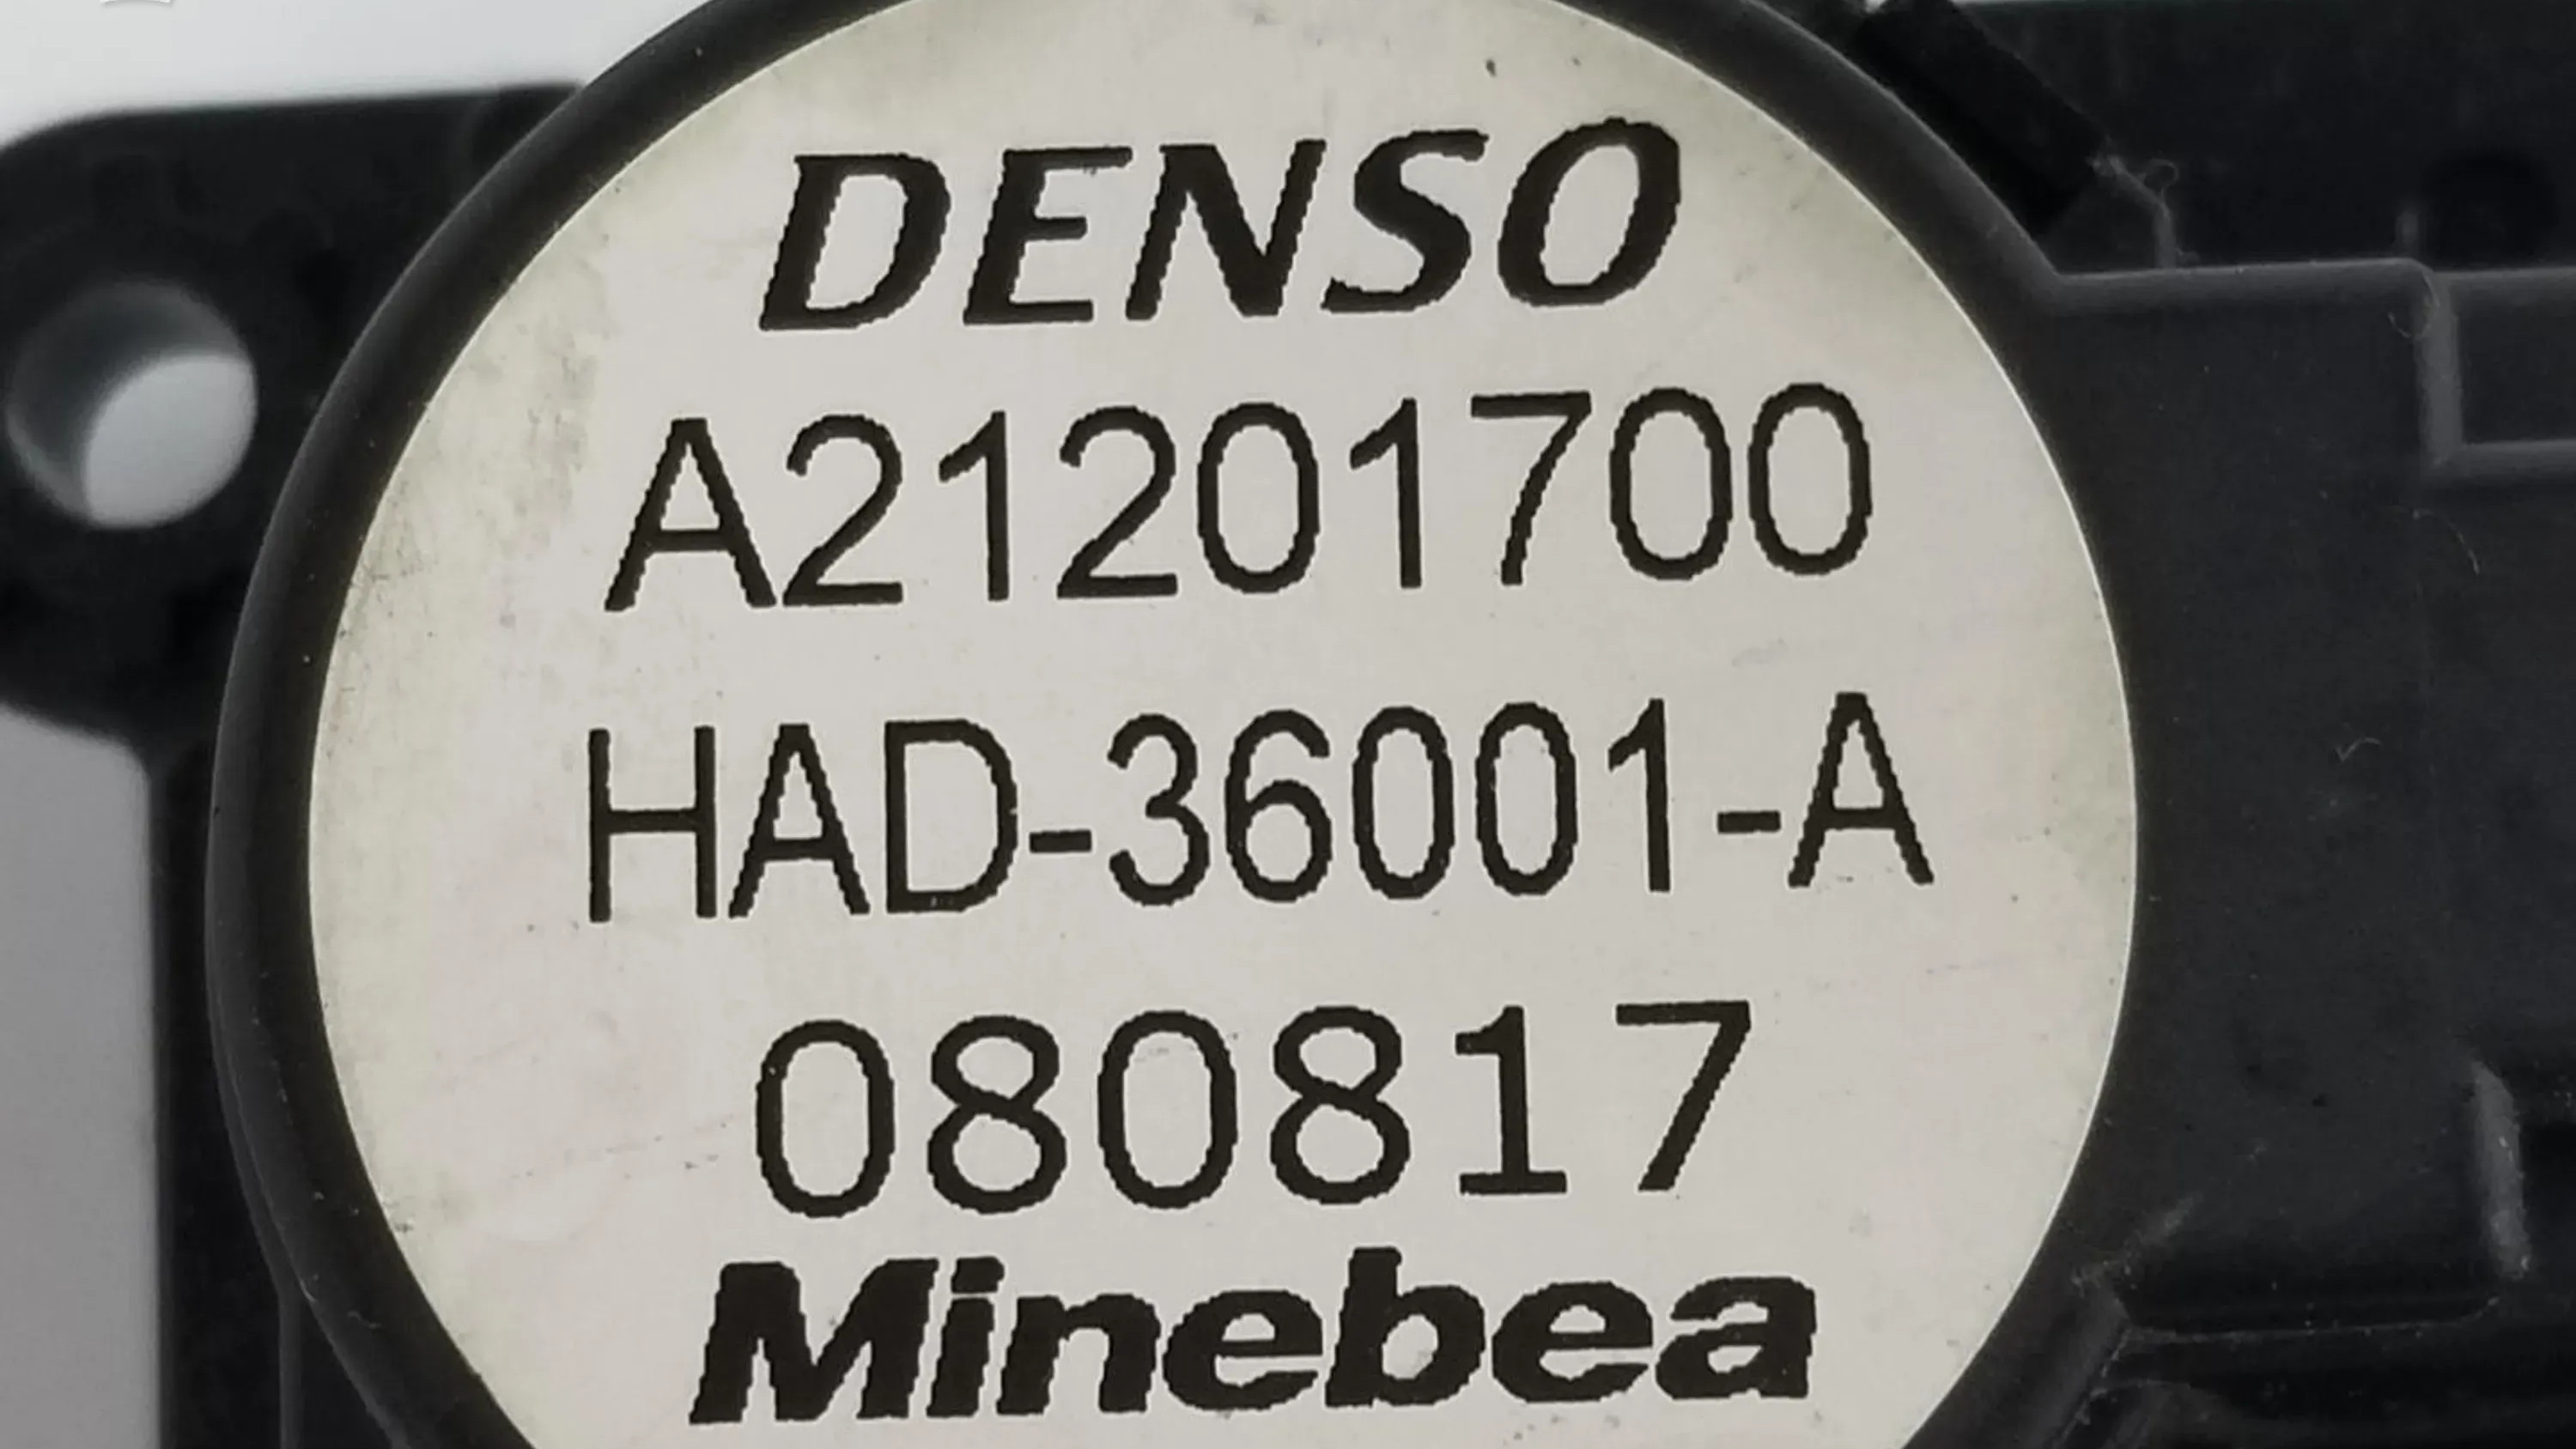 DENSO
A21201700
HAD-36001-A
080817
Minebea